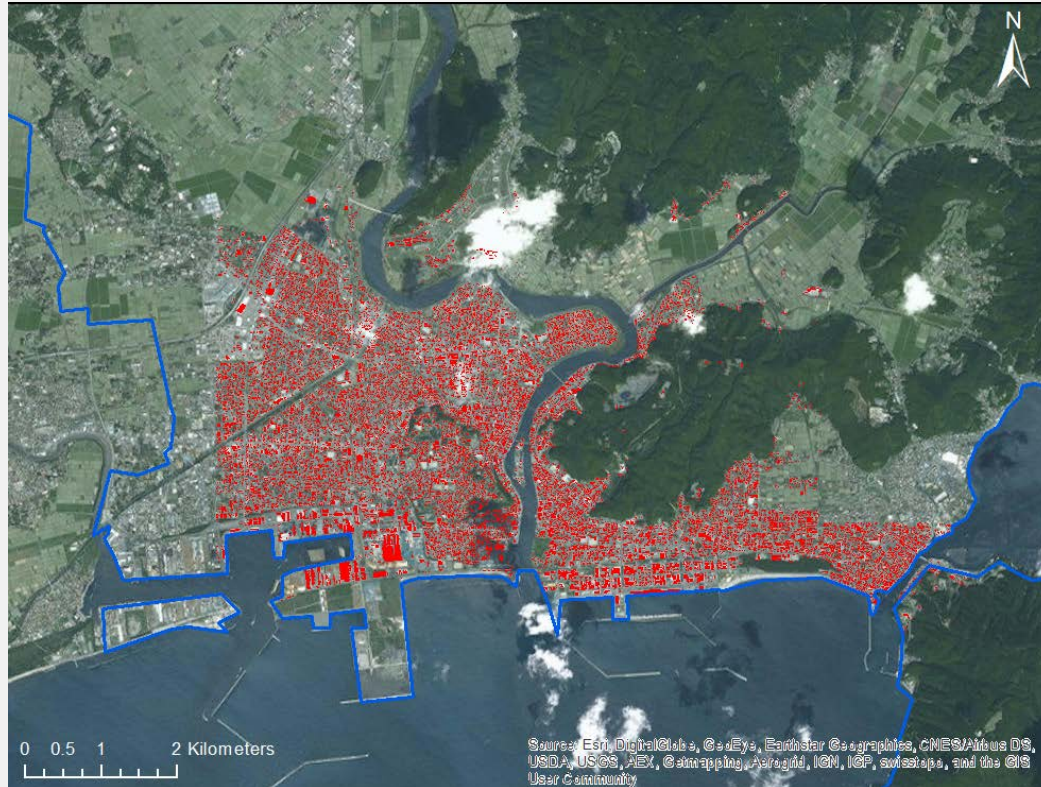 N
0 0.5 1 2 Kilometers
Source: Esri, DigitalGlobe, GeoEye, Earthstar Geographics, CNES/Airbus DS,
USDA, USGS, AEX, Getmapping, Aerogrid, IGN, IGP, swisstopo, and the GIS
User Community